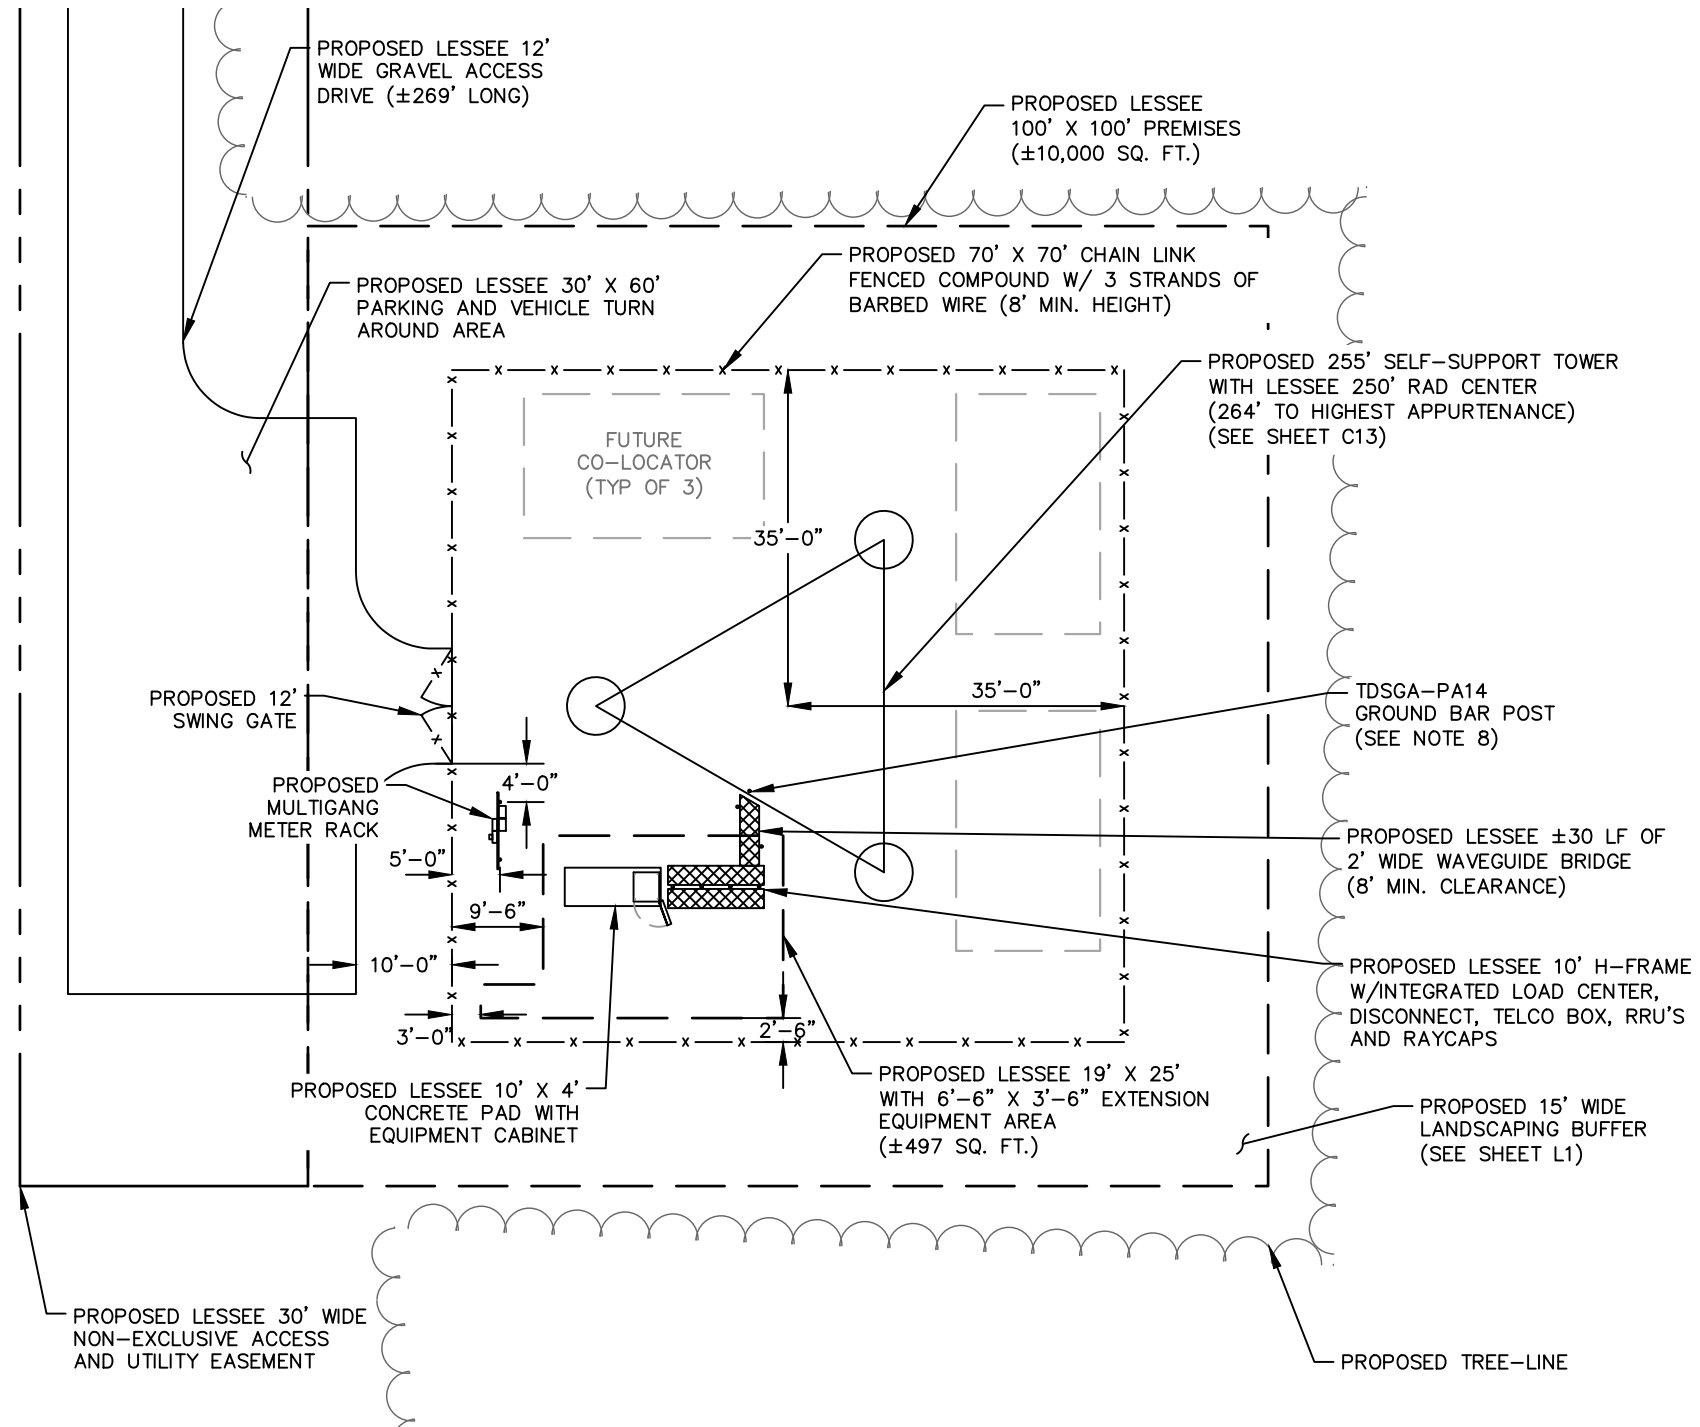 PROPOSED LESSEE 12'
WIDE GRAVEL ACCESS
DRIVE (±269' LONG)
PROPOSED LESSEE
100' X 100' PREMISES
(±10,000 SQ. FT.)
PROPOSED 70' X 70' CHAIN LINK
FENCED COMPOUND W/ 3 STRANDS OF
BARBED WIRE (8' MIN. HEIGHT)
PROPOSED LESSEE 30' X 60'
PARKING AND VEHICLE TURN
AROUND AREA
PROPOSED 255' SELF-SUPPORT TOWER
WITH LESSEE 250' RAD CENTER
(264' TO HIGHEST APPURTENANCE)
(SEE SHEET C13)
FUTURE
CO-LOCATOR
(TYP OF 3)
35'-0"
35'-0"
PROPOSED 12'
SWING GATE
TDSGA-PA14
GROUND BAR POST
(SEE NOTE 8)
PROPOSED
MULTIGANG
METER RACK
4'-0"
5'-0"
9'-6"
10'-0"
3'-0"
2'-6"
PROPOSED LESSEE ±30 LF OF
2' WIDE WAVEGUIDE BRIDGE
(8' MIN. CLEARANCE)
PROPOSED LESSEE 10' H-FRAME
W/INTEGRATED LOAD CENTER,
DISCONNECT, TELCO BOX, RRU'S
AND RAYCAPS
PROPOSED LESSEE 10' X 4'
CONCRETE PAD WITH
EQUIPMENT CABINET
PROPOSED LESSEE 19' X 25'
WITH 6'-6" X 3'-6" EXTENSION
EQUIPMENT AREA
(±497 SQ. FT.)
PROPOSED 15' WIDE
LANDSCAPING BUFFER
(SEE SHEET L1)
PROPOSED LESSEE 30' WIDE
NON-EXCLUSIVE ACCESS
AND UTILITY EASEMENT
PROPOSED TREE-LINE